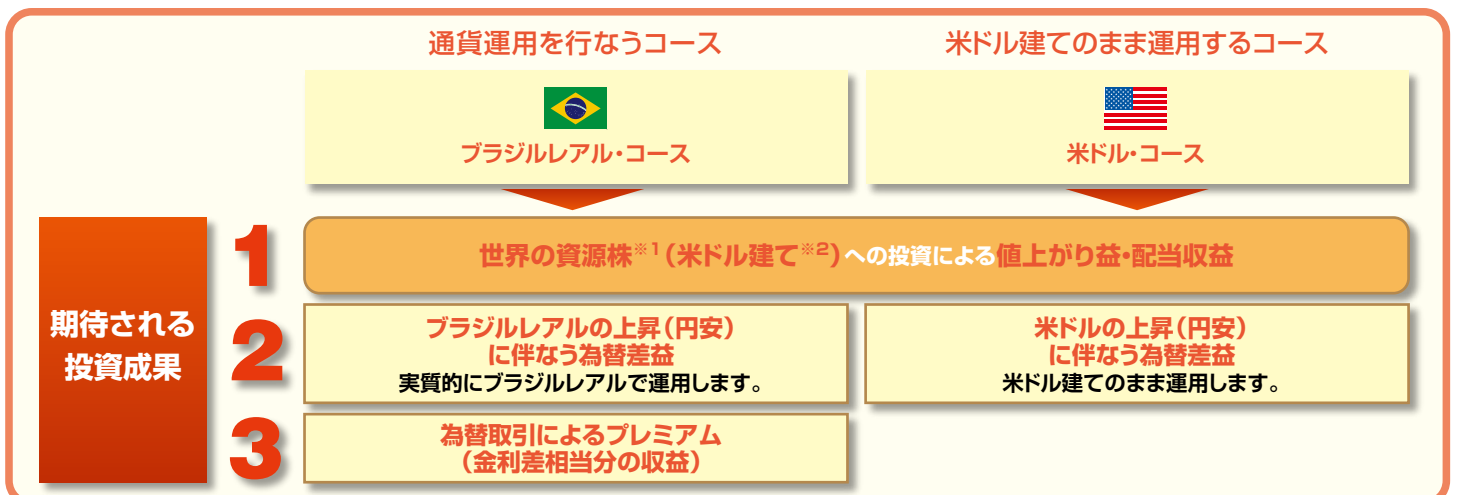 通貨運用を行なうコース
米ドル建てのまま運用するコース
ブラジルレアル・コース
米ドル・コース
期待される
投資成果
1
世界の資源株※1(米ドル建て※2)への投資による値上がり益・配当収益
2
ブラジルレアルの上昇(円安)
に伴なう為替差益
実質的にブラジルレアルで運用します。
米ドルの上昇(円安)
に伴なう為替差益
米ドル建てのまま運用します。
3
為替取引によるプレミアム
(金利差相当分の収益)